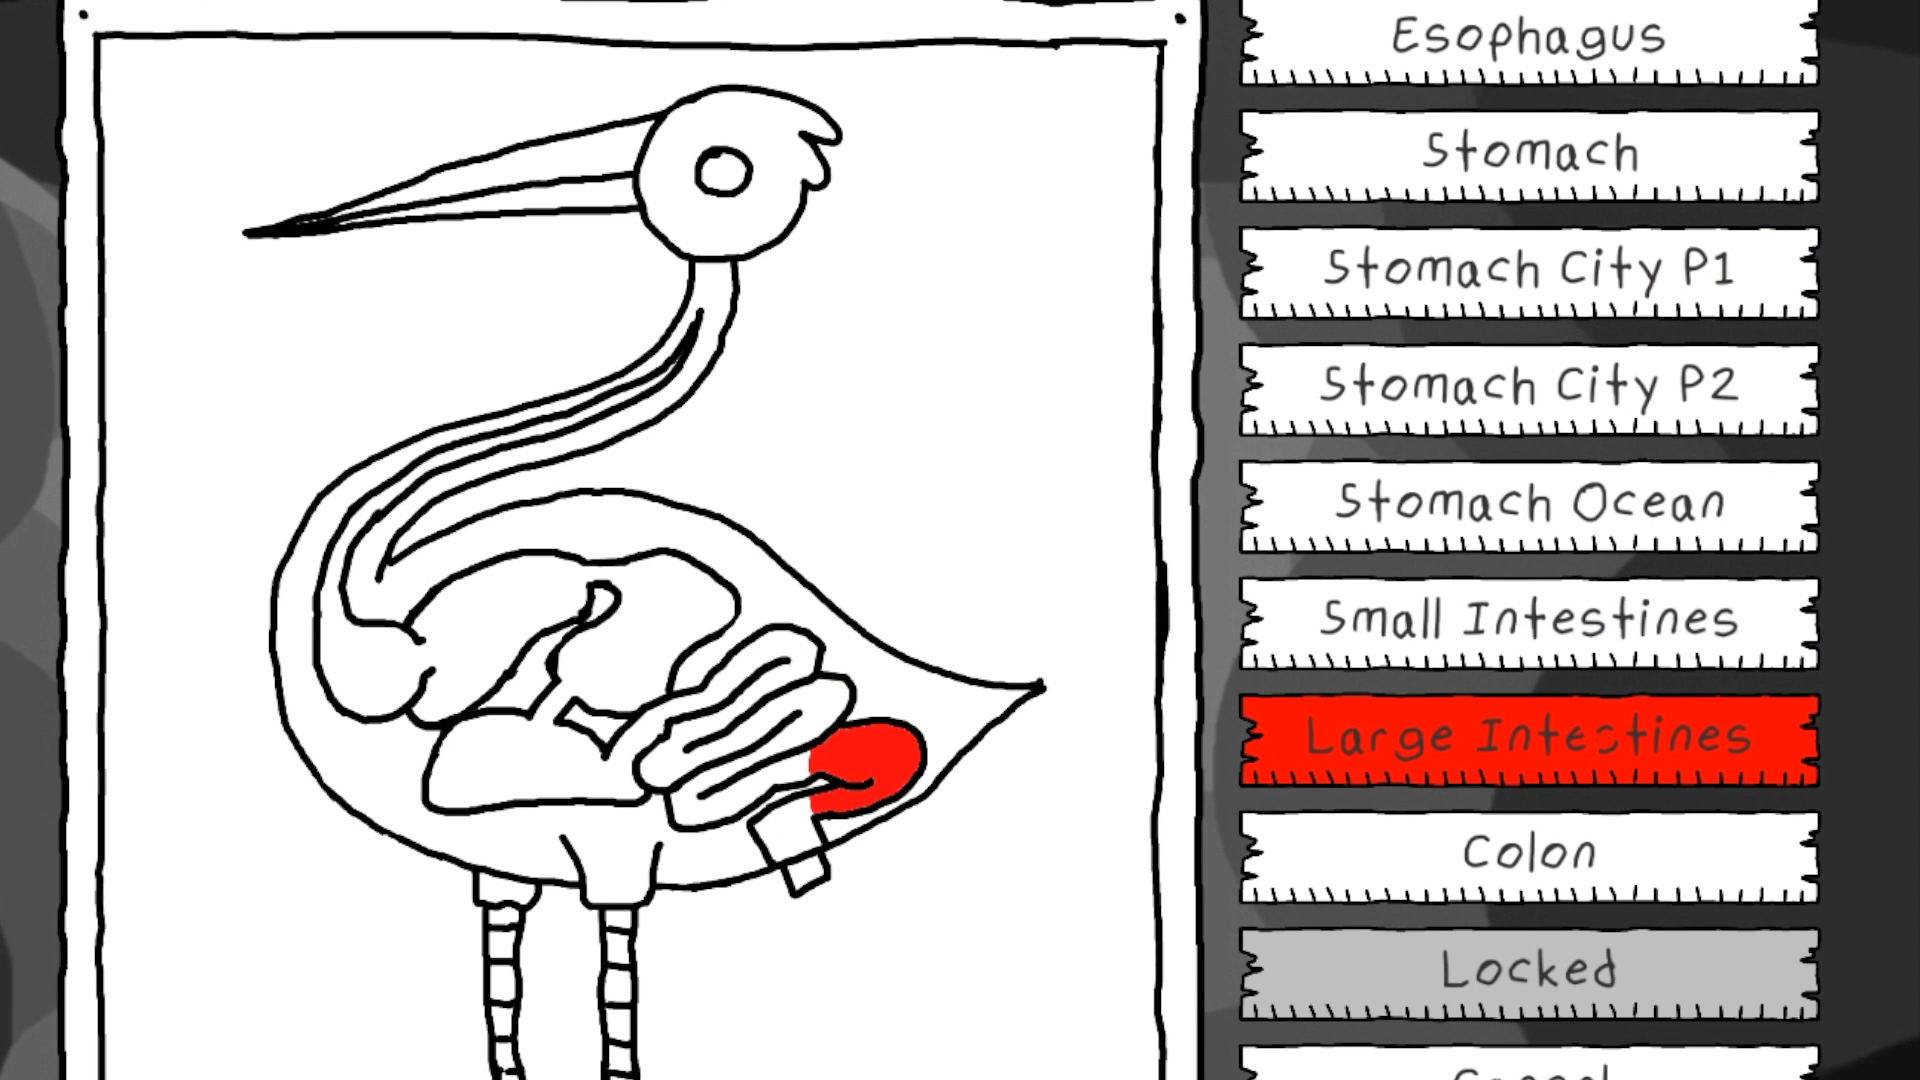 Esophagus
Stomach
Stomach City P1
Stomach City P2
Stomach Ocean
Small Intestines
Large Intestines
Colon
Locked